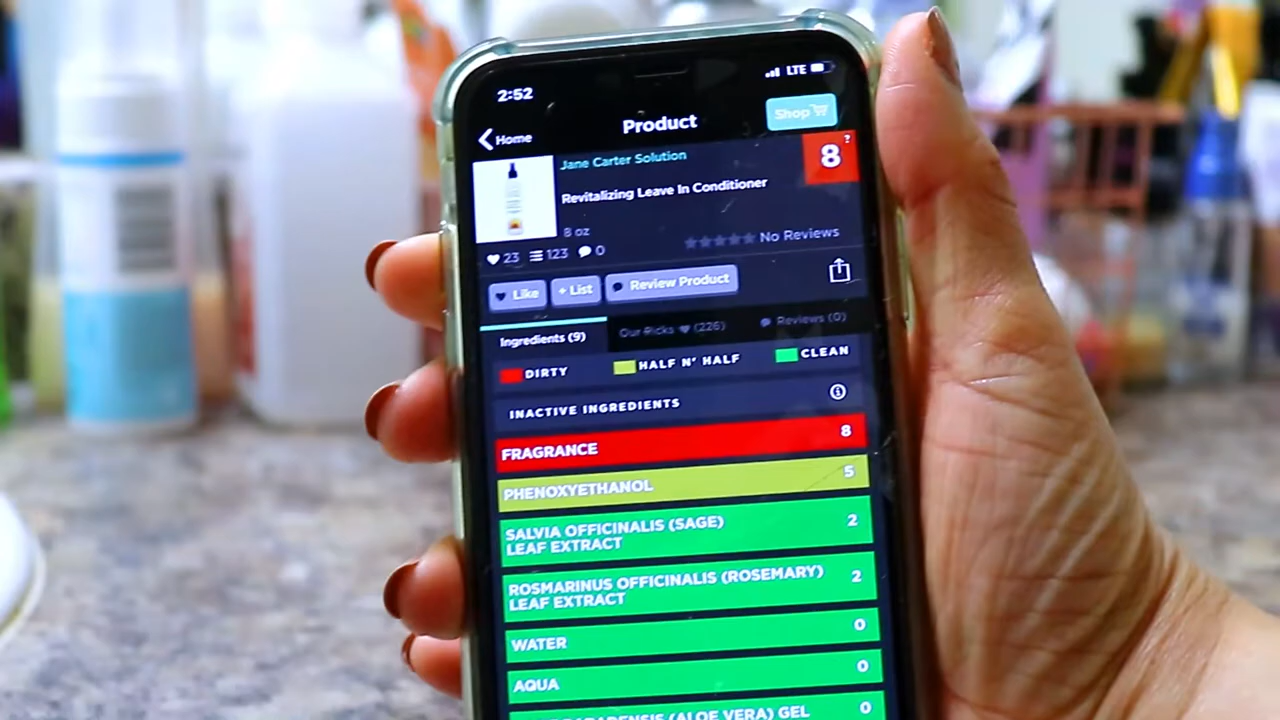 2:52
LTE
Home
Product
Shop
Jane Carter Solution
8
?
Revitalizing Leave In Conditioner
8 oz
23
123
0
No Reviews
Like
+ List
Review Product
Ingredients (9)
Our Picks
(226)
Reviews (0)
DIRTY
HALF N' HALF
CLEAN
INACTIVE INGREDIENTS
FRAGRANCE 8
PHENOXYETHANOL 5
SALVIA OFFICINALIS (SAGE)
LEAF EXTRACT 2
ROSMARINUS OFFICINALIS (ROSEMARY)
LEAF EXTRACT 2
WATER 0
AQUA 0
(ALOE VERA) GEL 0